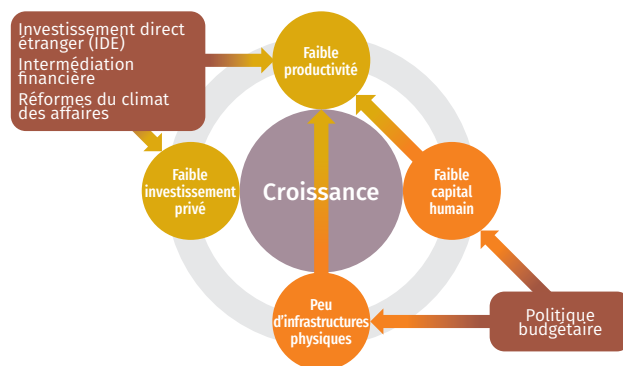 Investissement direct
étranger (IDE)
Intermédiation
financière
Réformes du climat
des affaires
Faible
productivité
Faible
investissement
privé
Croissance
Faible
capital
humain
Peu
d'infrastructures
physiques
Politique
budgétaire